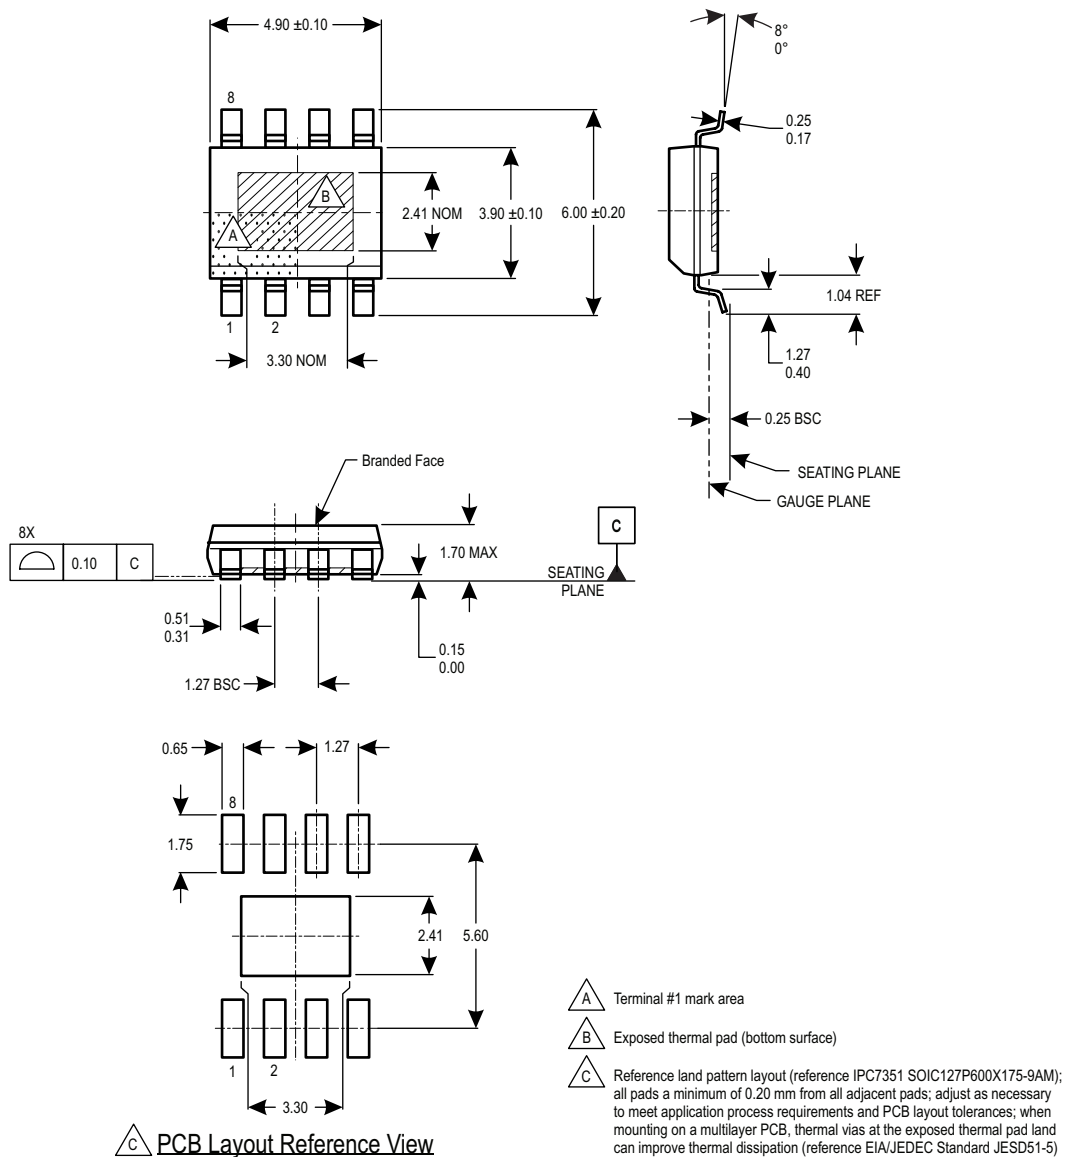 4.90 ±0.10
8°
0°
8
0.25
0.17
B
A
2.41 NOM
3.90 ±0.10
6.00 ±0.20
1.04 REF
1
2
3.30 NOM
1.27
0.40
0.25 BSC
SEATING PLANE
GAUGE PLANE
Branded Face
8X
0.10
C
1.70 MAX
C
SEATING
PLANE
0.51
0.31
0.15
0.00
1.27 BSC
0.65
1.27
8
1.75
2.41
5.60
1
2
3.30
C PCB Layout Reference View
A Terminal #1 mark area
B Exposed thermal pad (bottom surface)
C Reference land pattern layout (reference IPC7351 SOIC127P600X175-9AM);
all pads a minimum of 0.20 mm from all adjacent pads; adjust as necessary
to meet application process requirements and PCB layout tolerances; when
mounting on a multilayer PCB, thermal vias at the exposed thermal pad land
can improve thermal dissipation (reference EIA/JEDEC Standard JESD51-5)